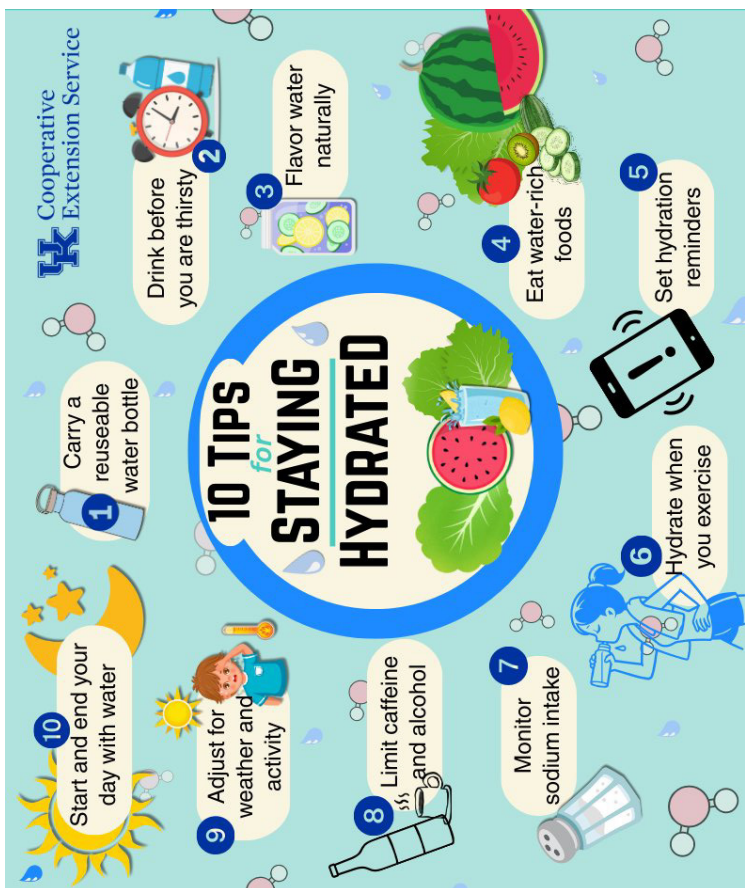 UK Cooperative
Extension Service
10 TIPS
for
STAYING
HYDRATED
1
Carry a
reuseable
water bottle
2
Drink before
you are thirsty
3
Flavor water
naturally
4
Eat water-rich
foods
5
Set hydration
reminders
6
Hydrate when
you exercise
7
Monitor
sodium intake
8
Limit caffeine
and alcohol
9
Adjust for
weather and
activity
10
Start and end your
day with water